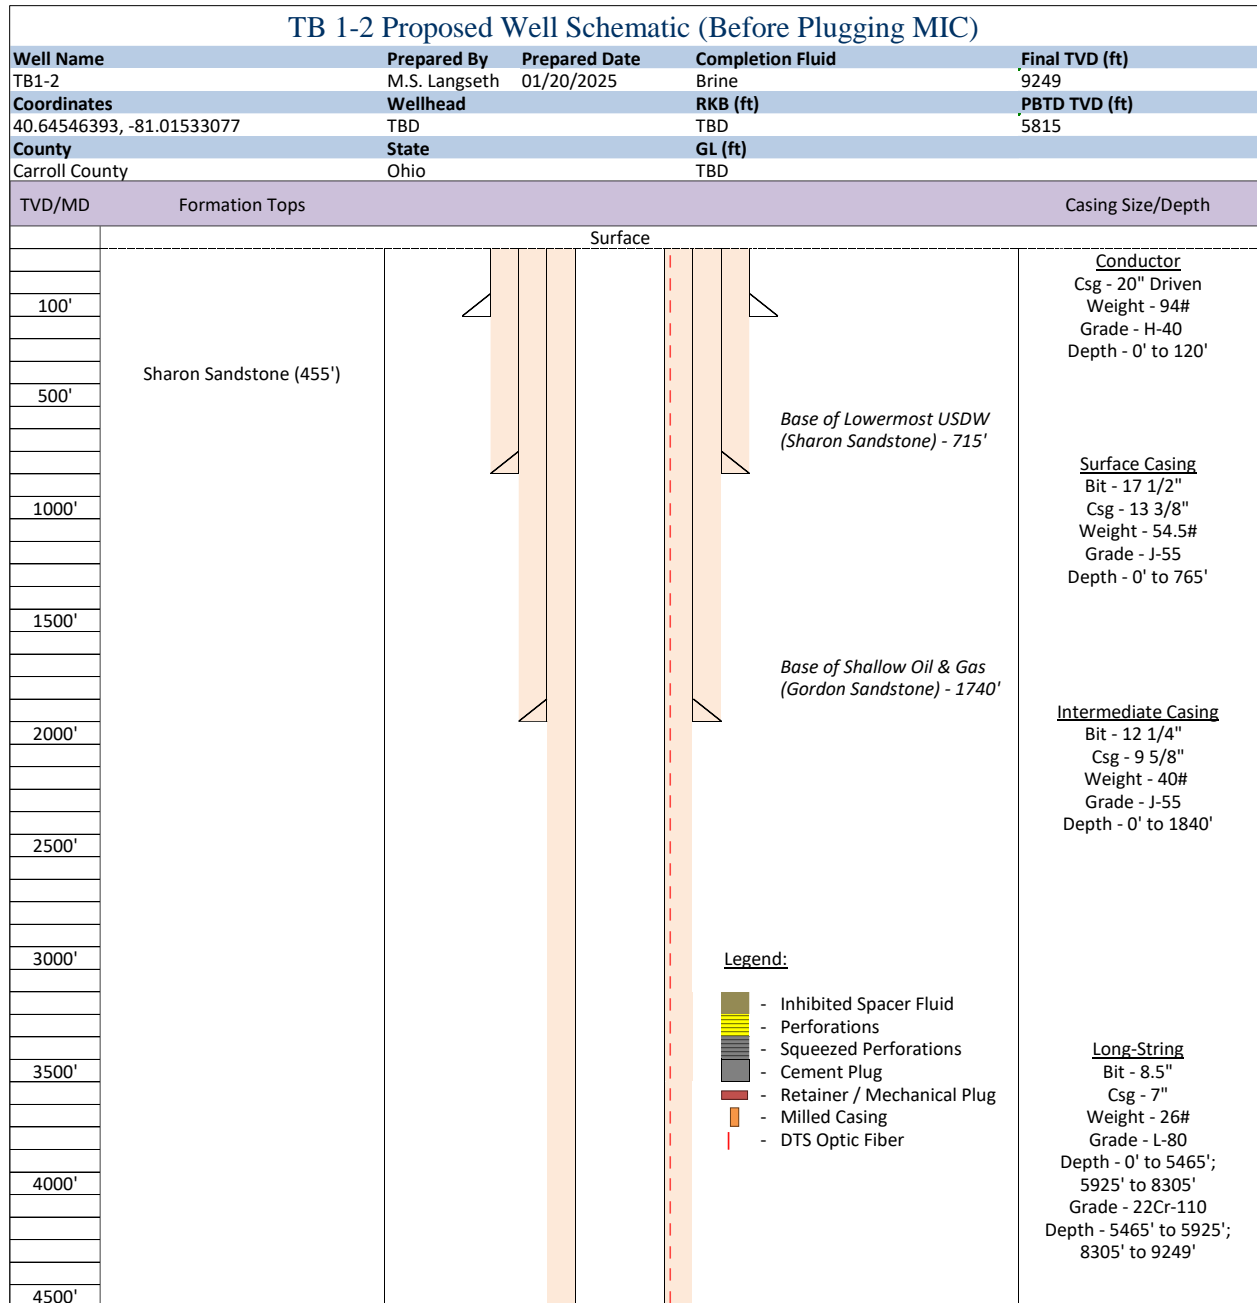 TB 1-2 Proposed Well Schematic (Before Plugging MIC)
Well Name Prepared By Prepared Date Completion Fluid Final TVD (ft)
TB1-2 M.S. Langseth 01/20/2025 Brine 9249
Coordinates Wellhead RKB (ft) PBTD TVD (ft)
40.64546393, -81.01533077 TBD TBD 5815
County State GL (ft)
Carroll County Ohio TBD
TVD/MD Formation Tops Casing Size/Depth
Surface
Conductor
Csg - 20" Driven
Weight - 94#
100'
Grade - H-40
Depth - 0' to 120'
Sharon Sandstone (455')
500'
Base of Lowermost USDW
(Sharon Sandstone) - 715'
Surface Casing
Bit - 17 1/2"
1000'
Csg - 13 3/8"
Weight - 54.5#
Grade - J-55
Depth - 0' to 765'
1500'
Base of Shallow Oil & Gas
(Gordon Sandstone) - 1740'
Intermediate Casing
2000'
Bit - 12 1/4"
Csg - 9 5/8"
Weight - 40#
Grade - J-55
Depth - 0' to 1840'
2500'
3000'
Legend:
- Inhibited Spacer Fluid
- Perforations
- Squeezed Perforations
- Cement Plug
- Retainer / Mechanical Plug
- Milled Casing
- DTS Optic Fiber
Long-String
3500'
Bit - 8.5"
Csg - 7"
Weight - 26#
Grade - L-80
Depth - 0' to 5465';
4000'
5925' to 8305'
Grade - 22Cr-110
Depth - 5465' to 5925';
8305' to 9249'
4500'